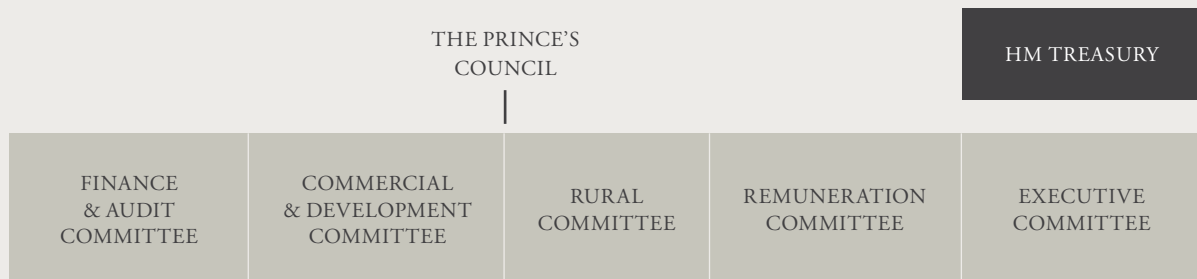 THE PRINCE’S
COUNCIL
HM TREASURY
FINANCE
& AUDIT
COMMITTEE
COMMERCIAL
& DEVELOPMENT
COMMITTEE
RURAL
COMMITTEE
REMUNERATION
COMMITTEE
EXECUTIVE
COMMITTEE